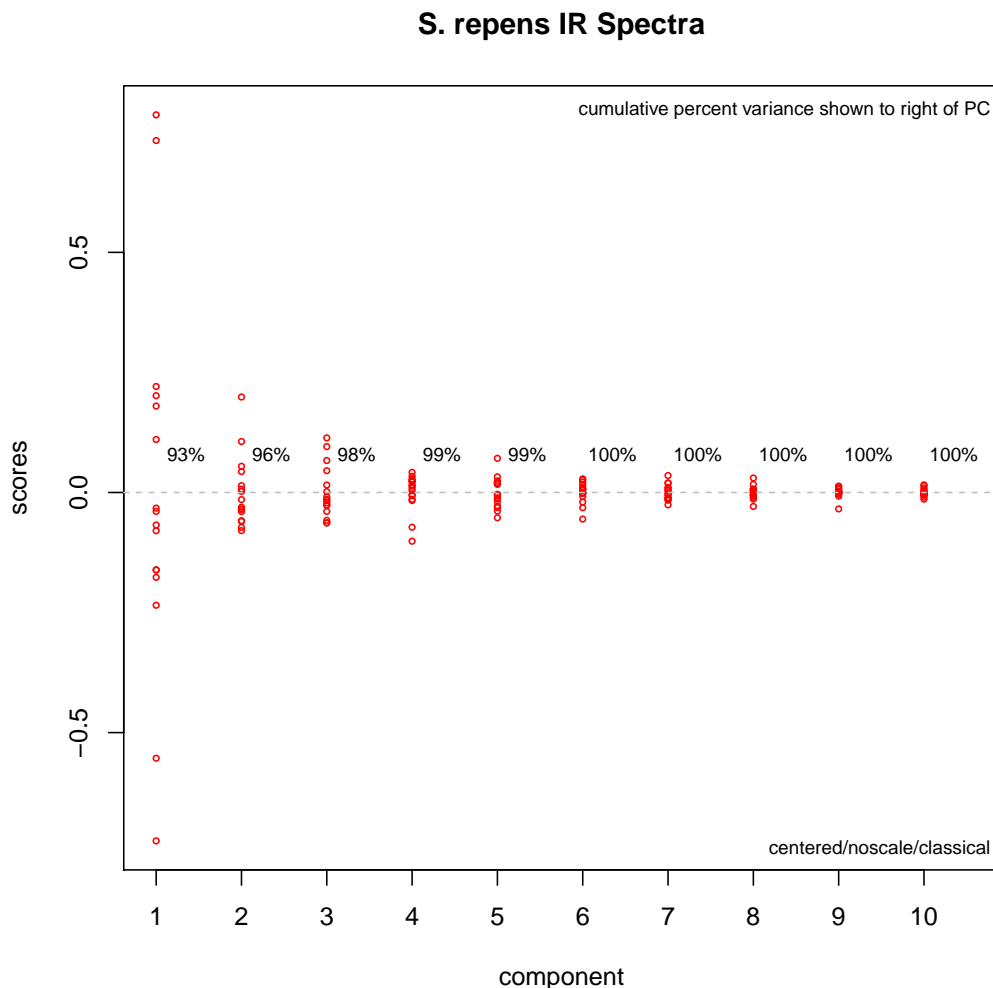 S. repens IR Spectra
cumulative percent variance shown to right of PC
0.5
scores
93% 96% 98% 99% 99% 100% 100% 100% 100% 100%
0.0
−0.5
centered/noscale/classical
1 2 3 4 5 6 7 8 9 10
component